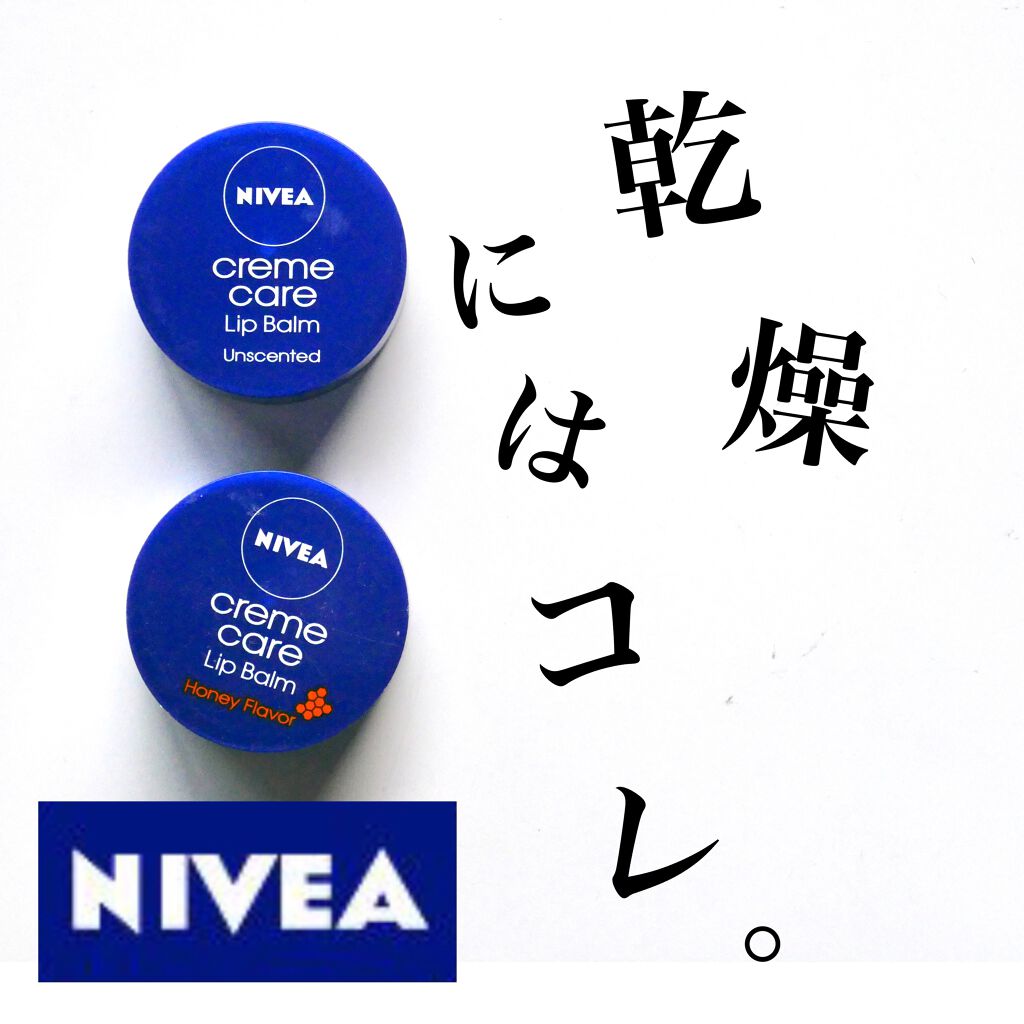 NIVEA
creme
care
Lip Balm
Unscented
NIVEA
creme
care
Lip Balm
Honey Flavor
NIVEA
乾燥
にはコレ。